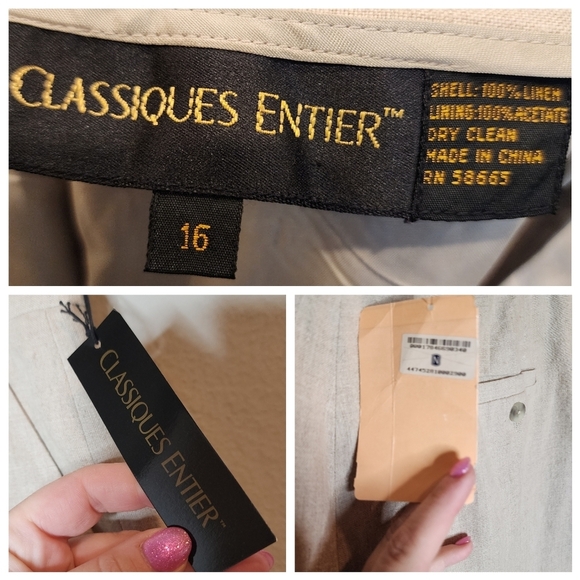 CLASSIQUES ENTIER™
SHELL:100% LINEN
LINING:100% ACETATE
DRY CLEAN
MADE IN CHINA
RN 58665
16
CLASSIQUES ENTIER™
N